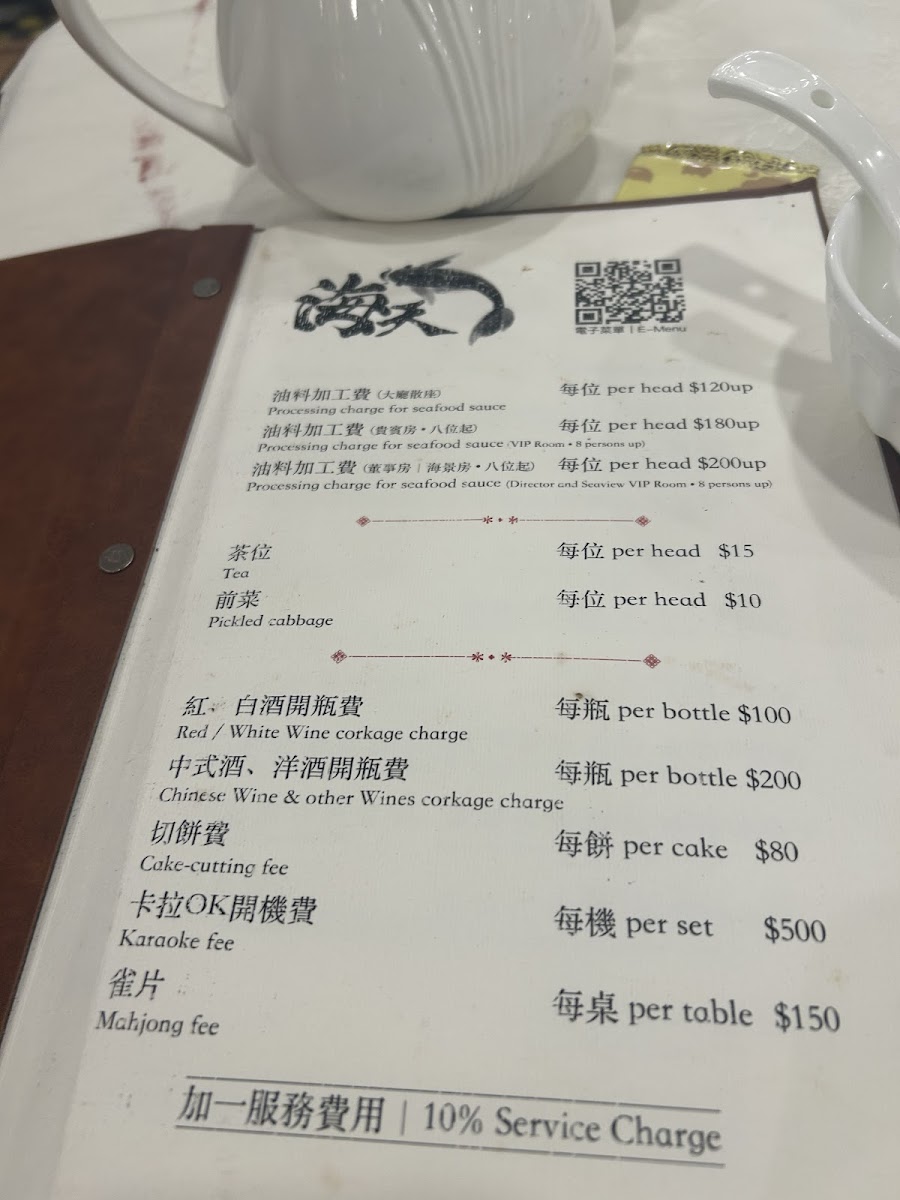 海天
電子菜單 | E-Menu
油料加工費 (大廳散座) 每位 per head $120up
Processing charge for seafood sauce
油料加工費 (貴賓房・八位起) 每位 per head $180up
Processing charge for seafood sauce (VIP Room • 8 persons up)
油料加工費 (董事房 | 海景房・八位起) 每位 per head $200up
Processing charge for seafood sauce (Director and Seaview VIP Room • 8 persons up)
茶位 每位 per head $15
Tea
前菜 每位 per head $10
Pickled cabbage
紅、白酒開瓶費 每瓶 per bottle $100
Red / White Wine corkage charge
中式酒、洋酒開瓶費 每瓶 per bottle $200
Chinese Wine & other Wines corkage charge
切餅費 每餅 per cake $80
Cake-cutting fee
卡拉OK開機費 每機 per set $500
Karaoke fee
雀片 每桌 per table $150
Mahjong fee
加一服務費用 | 10% Service Charge